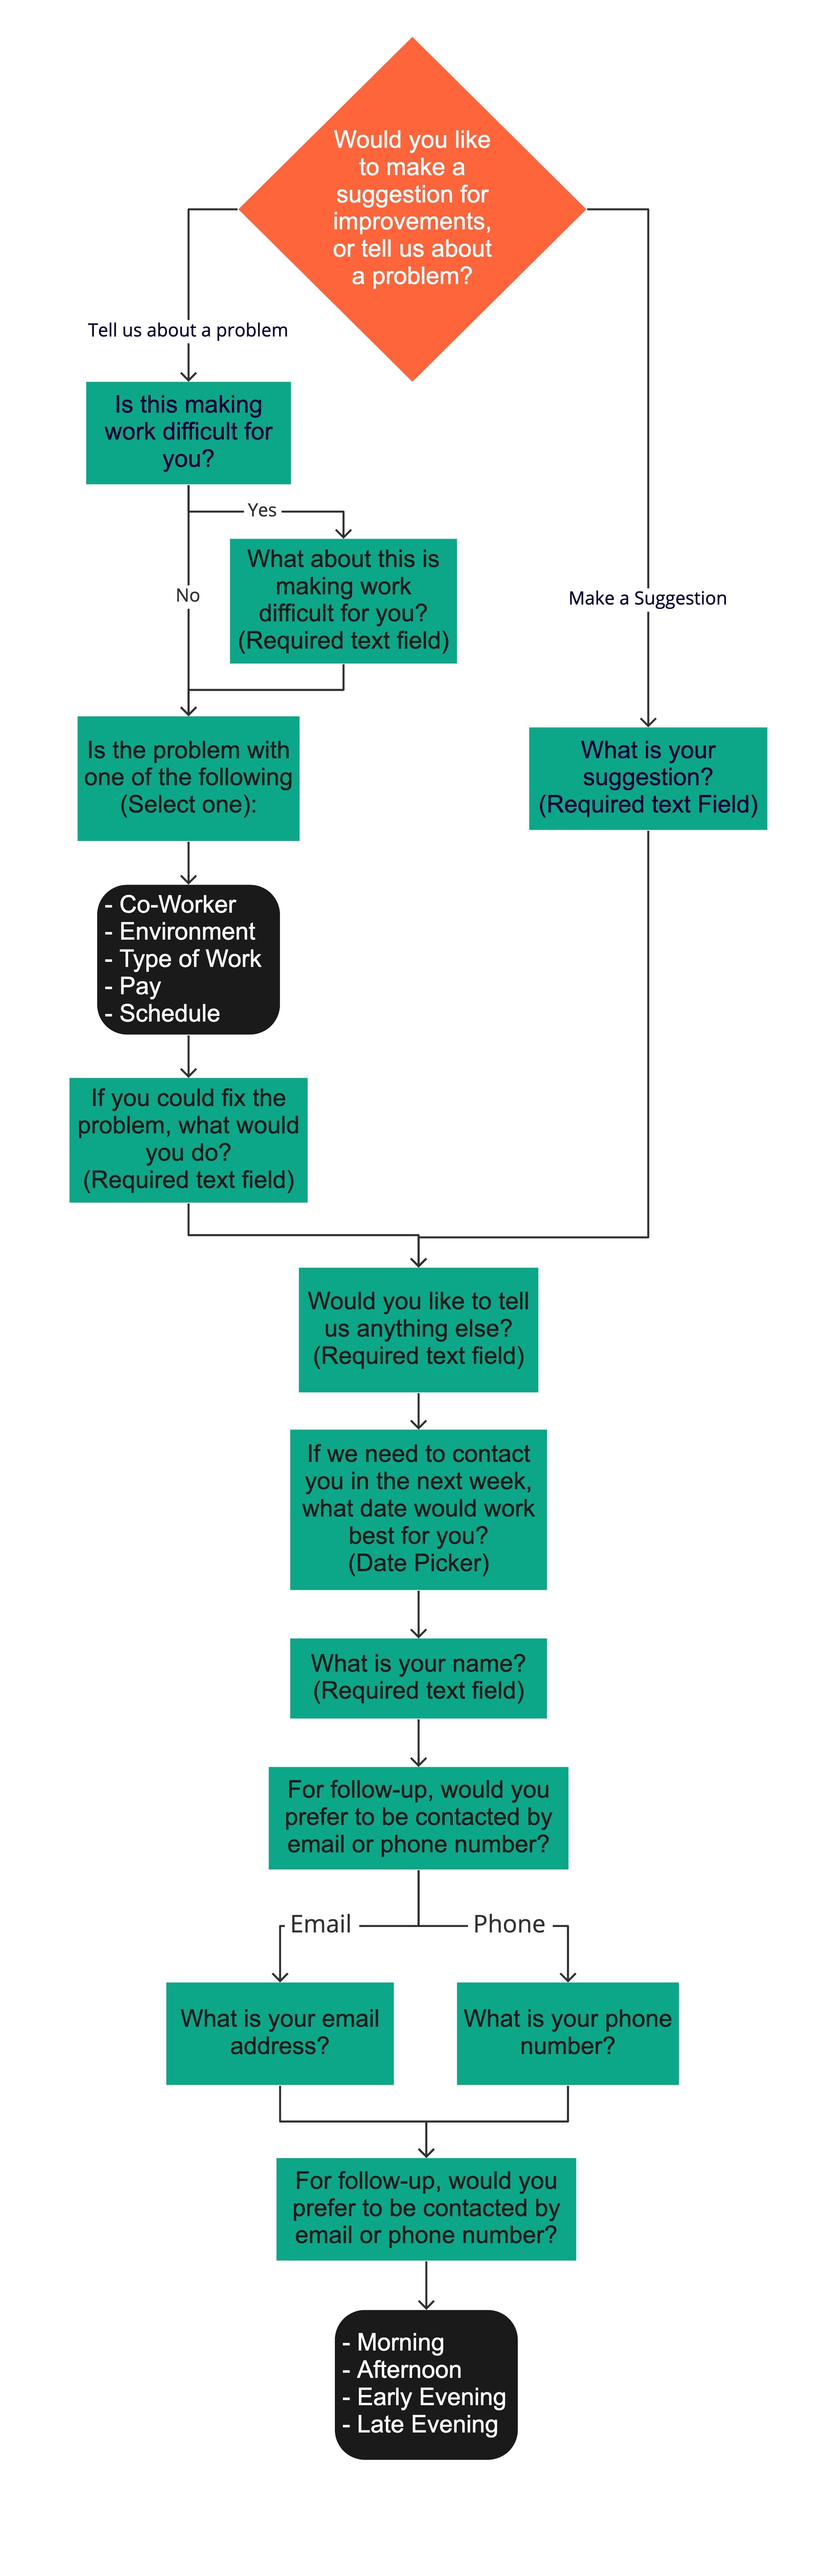 Would you like
to make a
suggestion for
improvements,
or tell us about
a problem?
Tell us about a problem
Is this making
work difficult for
you?
Yes
What about this is
making work
difficult for you?
(Required text field)
No
Make a Suggestion
Is the problem with
one of the following
(Select one):
What is your
suggestion?
(Required text Field)
- Co-Worker
- Environment
- Type of Work
- Pay
- Schedule
If you could fix the
problem, what would
you do?
(Required text field)
Would you like to tell
us anything else?
(Required text field)
If we need to contact
you in the next week,
what date would work
best for you?
(Date Picker)
What is your name?
(Required text field)
For follow-up, would you
prefer to be contacted by
email or phone number?
Email
Phone
What is your email
address?
What is your phone
number?
For follow-up, would you
prefer to be contacted by
email or phone number?
- Morning
- Afternoon
- Early Evening
- Late Evening